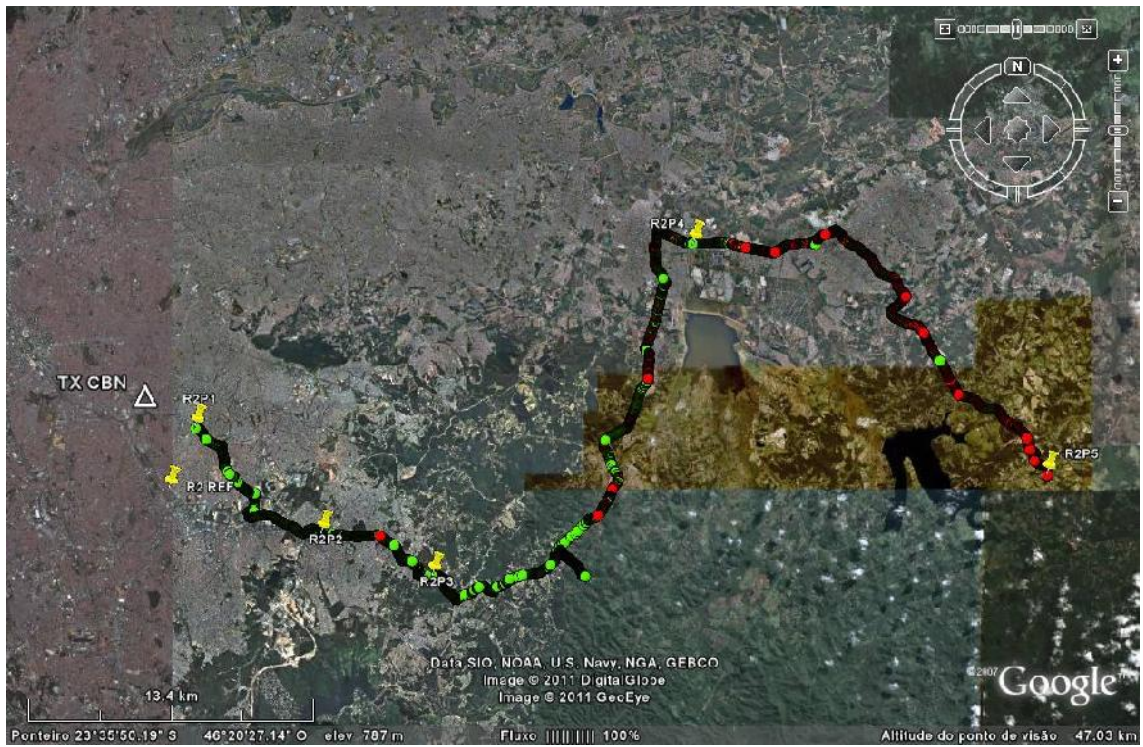 N
R2P4
TX CBN
R2P1
R2 REF
R2P2
R2P3
R2P5
Data SIO, NOAA, U.S. Navy, NGA, GEBCO
Image © 2011 DigitalGlobe
Image © 2011 GeoEye
Google
13.4 km
Ponteiro 23°35'50.19" S 46°20'27.14" O elev 787 m Fluxo 100% Altitude do ponto de visão 47.03 km